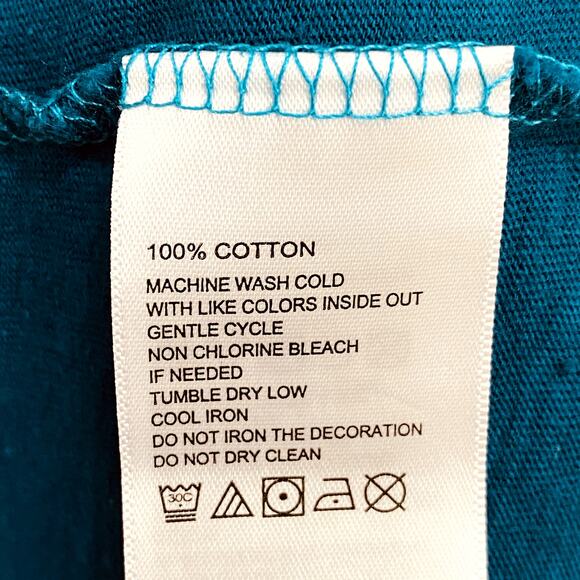 100% COTTON
MACHINE WASH COLD
WITH LIKE COLORS INSIDE OUT
GENTLE CYCLE
NON CHLORINE BLEACH
IF NEEDED
TUMBLE DRY LOW
COOL IRON
DO NOT IRON THE DECORATION
DO NOT DRY CLEAN
30C